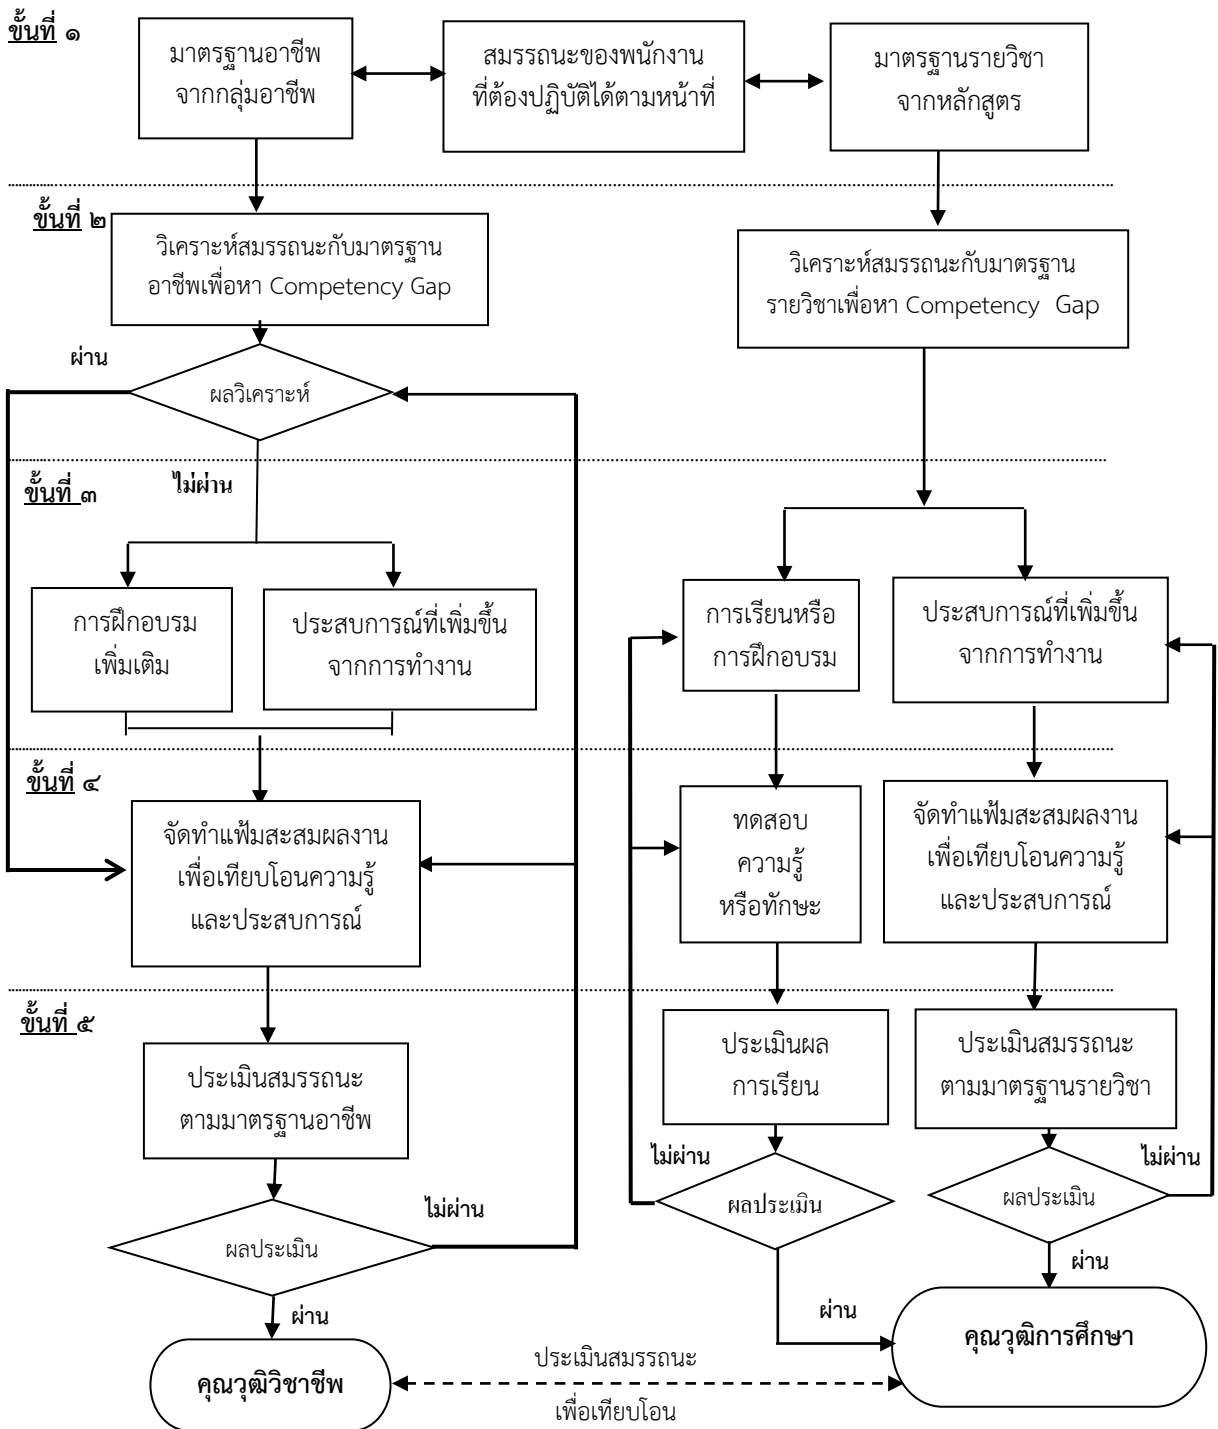 ขั้นที่ ๑
มาตรฐานอาชีพ
จากกลุ่มอาชีพ
สมรรถนะของพนักงาน
ที่ต้องปฏิบัติได้ตามหน้าที่
มาตรฐานรายวิชา
จากหลักสูตร
ขั้นที่ ๒
วิเคราะห์สมรรถนะกับมาตรฐาน
อาชีพเพื่อหา Competency Gap
วิเคราะห์สมรรถนะกับมาตรฐาน
รายวิชาเพื่อหา Competency Gap
ผ่าน
ผลวิเคราะห์
ขั้นที่ ๓
ไม่ผ่าน
การฝึกอบรม
เพิ่มเติม
ประสบการณ์ที่เพิ่มขึ้น
จากการทำงาน
การเรียนหรือ
การฝึกอบรม
ประสบการณ์ที่เพิ่มขึ้น
จากการทำงาน
ขั้นที่ ๔
จัดทำแฟ้มสะสมผลงาน
เพื่อเทียบโอนความรู้
และประสบการณ์
ทดสอบ
ความรู้
หรือทักษะ
จัดทำแฟ้มสะสมผลงาน
เพื่อเทียบโอนความรู้
และประสบการณ์
ขั้นที่ ๕
ประเมินสมรรถนะ
ตามมาตรฐานอาชีพ
ประเมินผล
การเรียน
ประเมินสมรรถนะ
ตามมาตรฐานรายวิชา
ไม่ผ่าน
ผลประเมิน
ไม่ผ่าน
ผลประเมิน
ไม่ผ่าน
ผลประเมิน
ผ่าน
ผ่าน
ผ่าน
คุณวุฒิวิชาชีพ
ประเมินสมรรถนะ
เพื่อเทียบโอน
คุณวุฒิการศึกษา